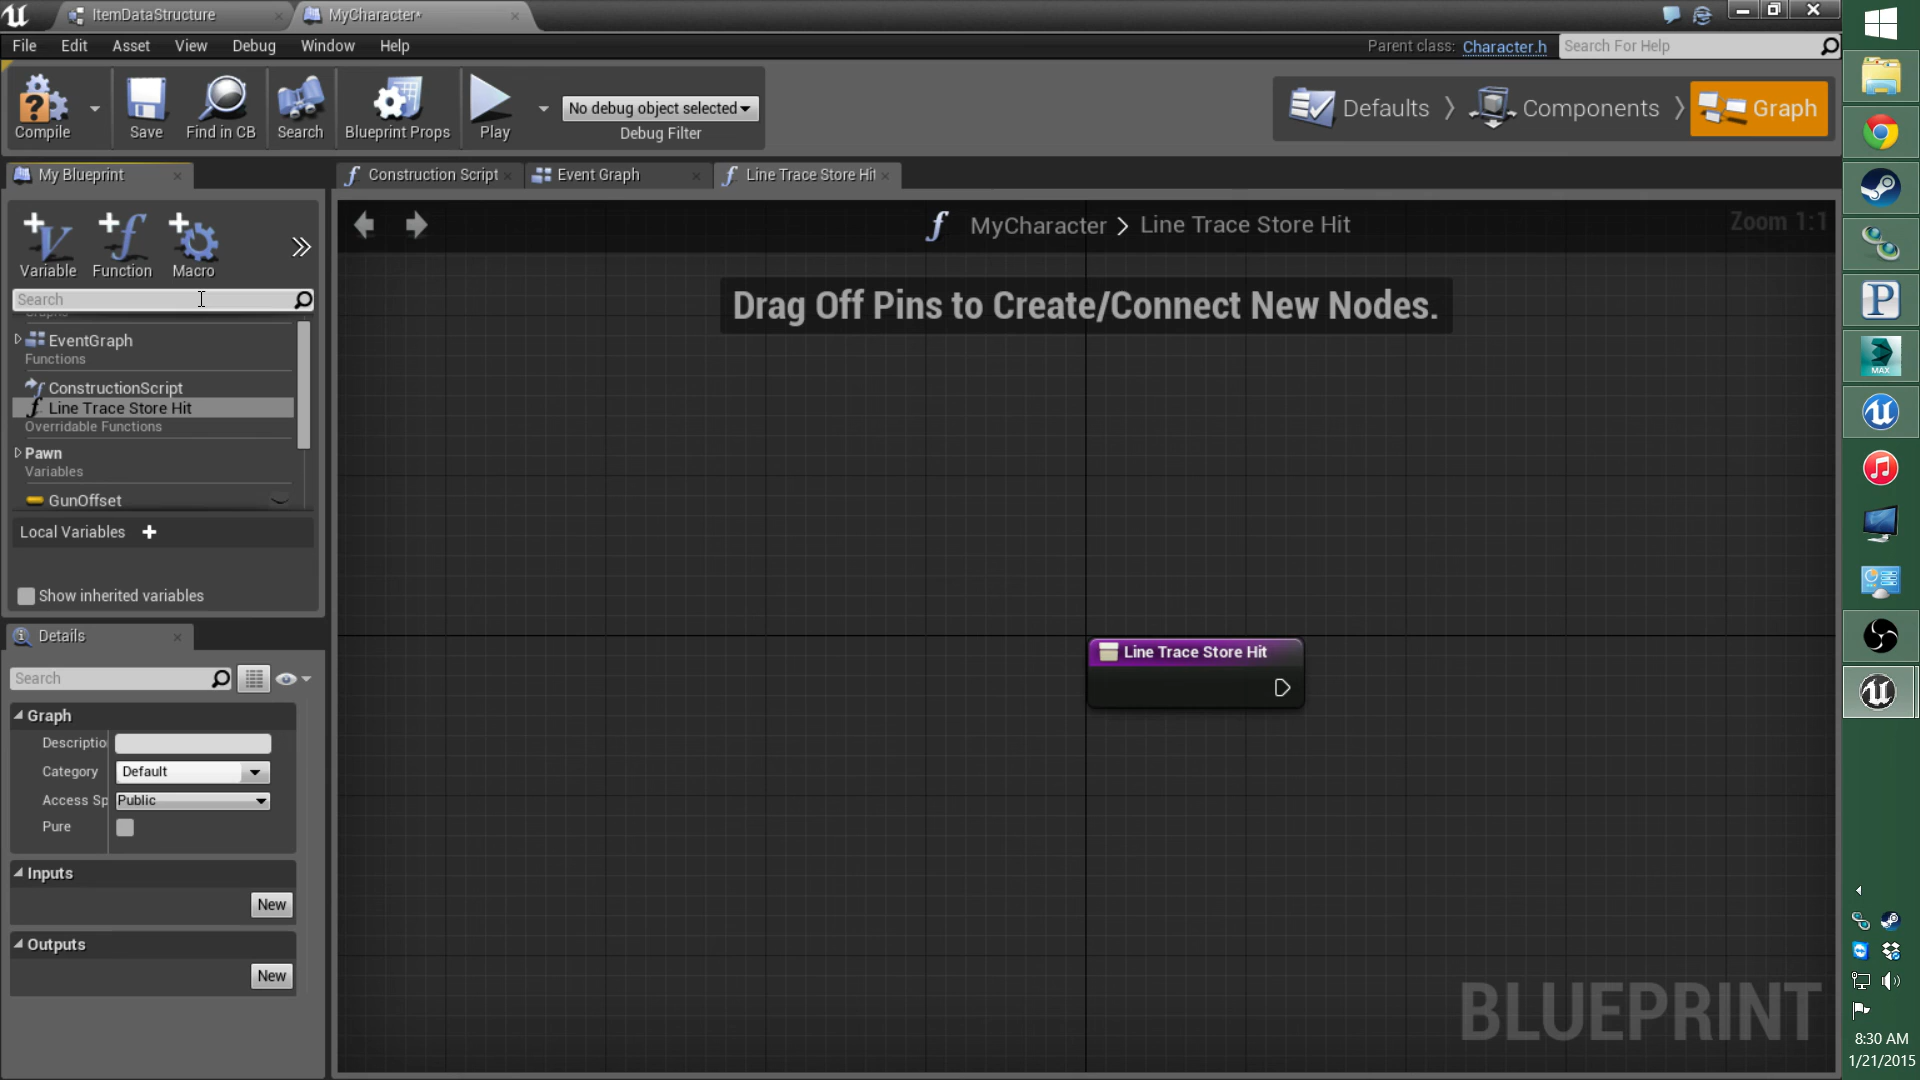 ItemDataStructure
MyCharacter*
File Edit Asset View Debug Window Help
Parent class: Character.h
Search For Help
Compile
Save
Find in CB
Search
Blueprint Props
Play
No debug object selected
Debug Filter
Defaults
Components
Graph
My Blueprint
Construction Script
Event Graph
Line Trace Store Hit
Variable
Function
Macro
MyCharacter > Line Trace Store Hit
Zoom 1:1
Search
Drag Off Pins to Create/Connect New Nodes.
Graphs
EventGraph
Functions
ConstructionScript
Line Trace Store Hit
Overridable Functions
Pawn
Variables
GunOffset
Local Variables
Show inherited variables
Details
Search
Graph
Descriptio
Category Default
Access Sp Public
Pure
Inputs
New
Outputs
New
Line Trace Store Hit
BLUEPRINT
P
MAX
8:30 AM
1/21/2015